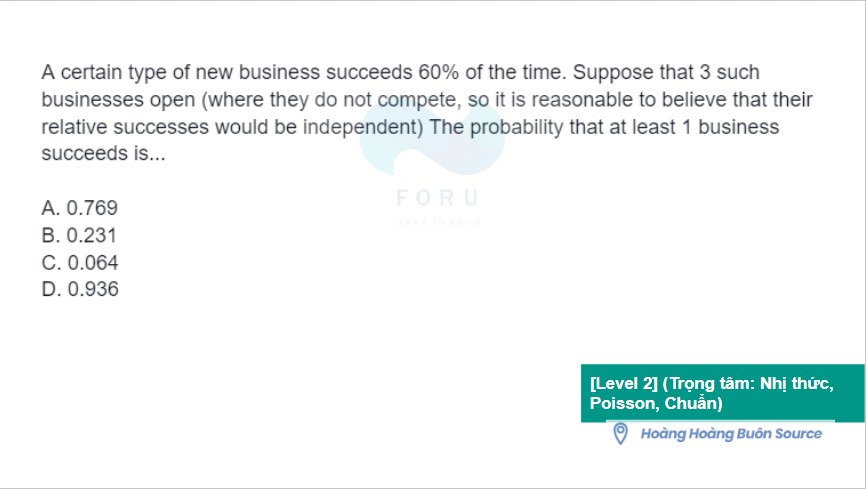 A certain type of new business succeeds 60% of the time. Suppose that 3 such
businesses open (where they do not compete, so it is reasonable to believe that their
relative successes would be independent) The probability that at least 1 business
succeeds is...
FORU
A. 0.769
B. 0.231
C. 0.064
D. 0.936
[Level 2] (Trọng tâm: Nhị thức,
Poisson, Chuẩn)
Hoàng Hoàng Buôn Source